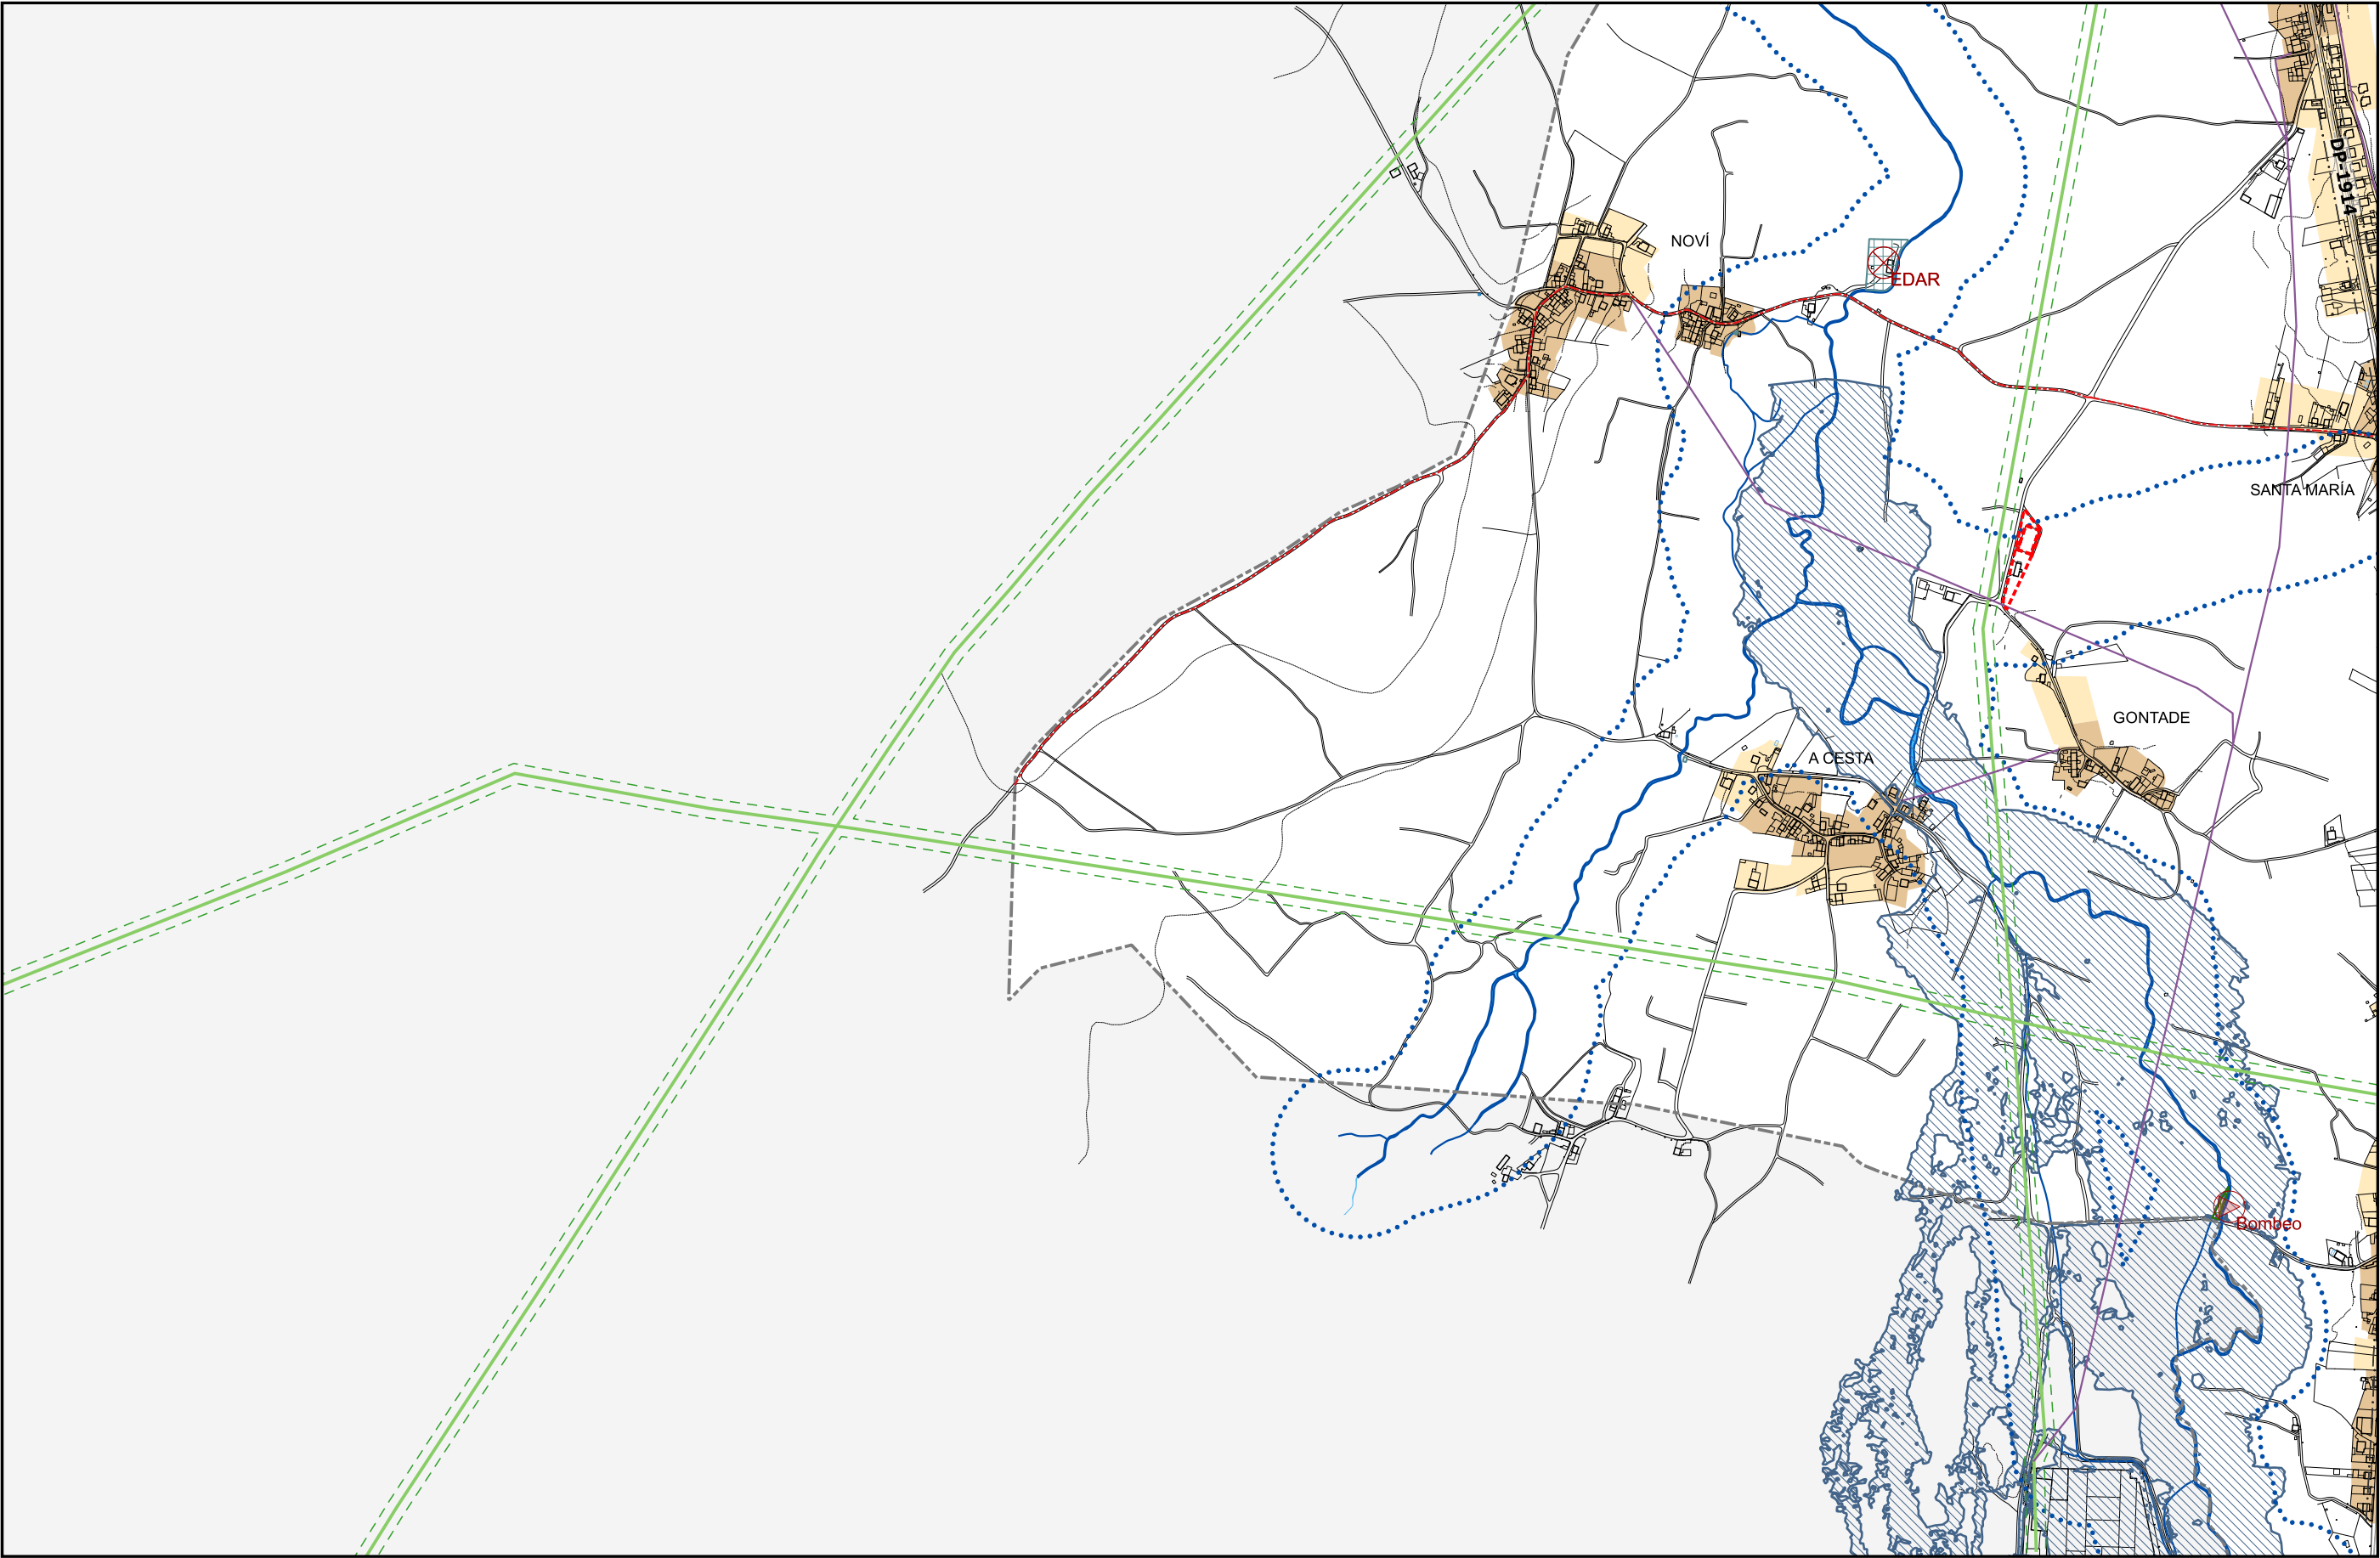 DP-1914
NOVÍ
EDAR
SANTA MARÍA
GONTADE
A CESTA
Bombeo